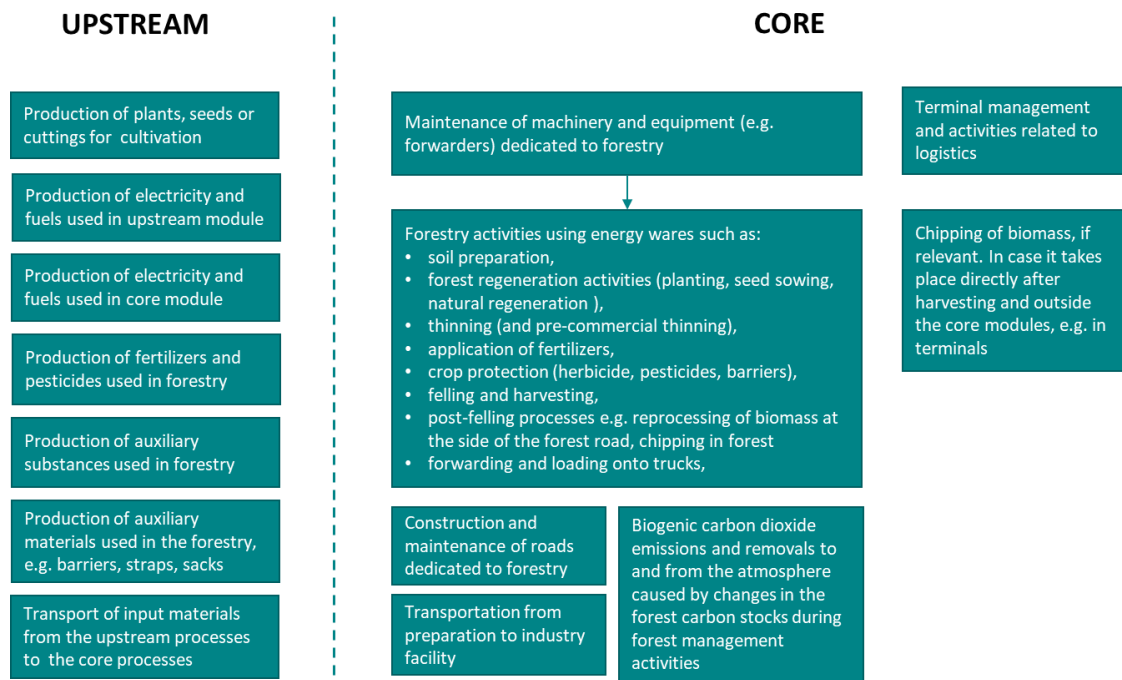 UPSTREAM
Production of plants, seeds or
cuttings for cultivation
Production of electricity and
fuels used in upstream module
Production of electricity and
fuels used in core module
Production of fertilizers and
pesticides used in forestry
Production of auxiliary
substances used in forestry
Production of auxiliary
materials used in the forestry,
e.g. barriers, straps, sacks
Transport of input materials
from the upstream processes
to the core processes
CORE
Maintenance of machinery and equipment (e.g.
forwarders) dedicated to forestry
Forestry activities using energy wares such as:
• soil preparation,
• forest regeneration activities (planting, seed sowing,
natural regeneration ),
• thinning (and pre-commercial thinning),
• application of fertilizers,
• crop protection (herbicide, pesticides, barriers),
• felling and harvesting,
• post-felling processes e.g. reprocessing of biomass at
the side of the forest road, chipping in forest
• forwarding and loading onto trucks,
Construction and
maintenance of roads
dedicated to forestry
Transportation from
preparation to industry
facility
Biogenic carbon dioxide
emissions and removals to
and from the atmosphere
caused by changes in the
forest carbon stocks during
forest management
activities
Terminal management
and activities related to
logistics
Chipping of biomass, if
relevant. In case it takes
place directly after
harvesting and outside
the core modules, e.g. in
terminals